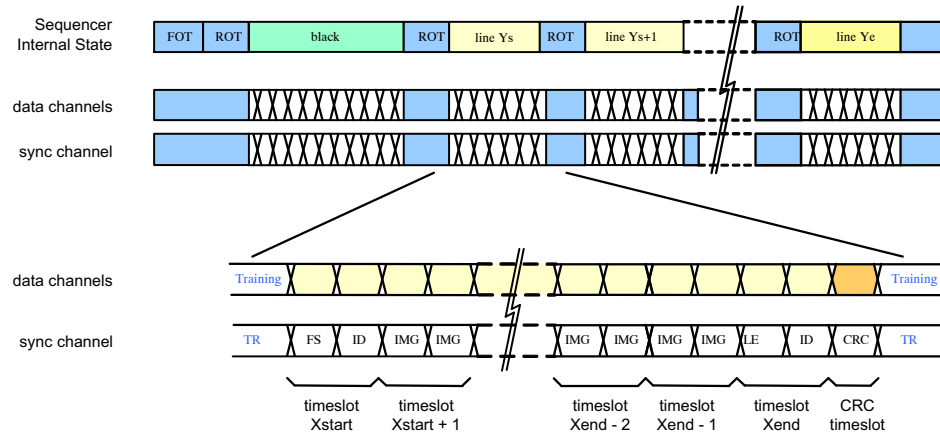 Sequencer
Internal State
FOT ROT black ROT line Ys ROT line Ys+1 ROT line Ye
data channels
sync channel
data channels
Training Training
sync channel
TR FS ID IMG IMG IMG IMG IMG IMG LE ID CRC TR
timeslot timeslot timeslot timeslot timeslot CRC
Xstart Xstart + 1 Xend - 2 Xend - 1 Xend timeslot